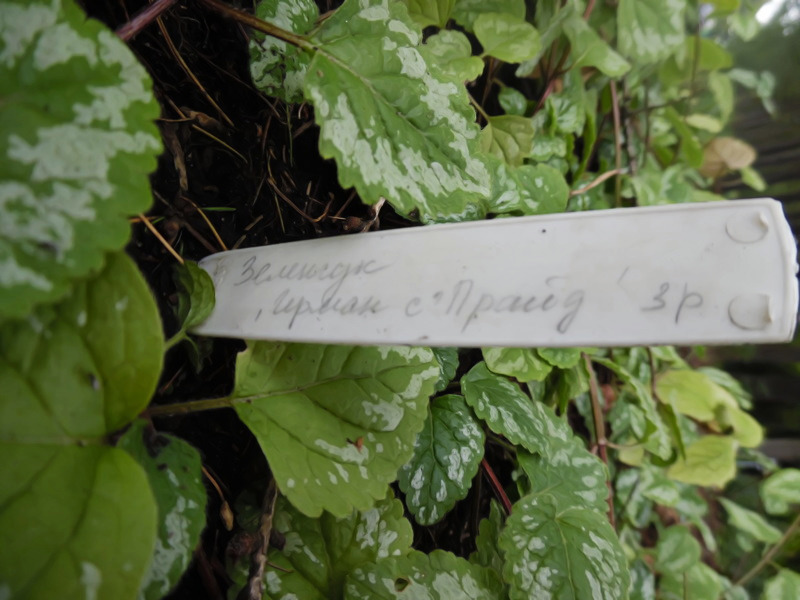 Зеленчук
"Герман с" Прайд' 3р